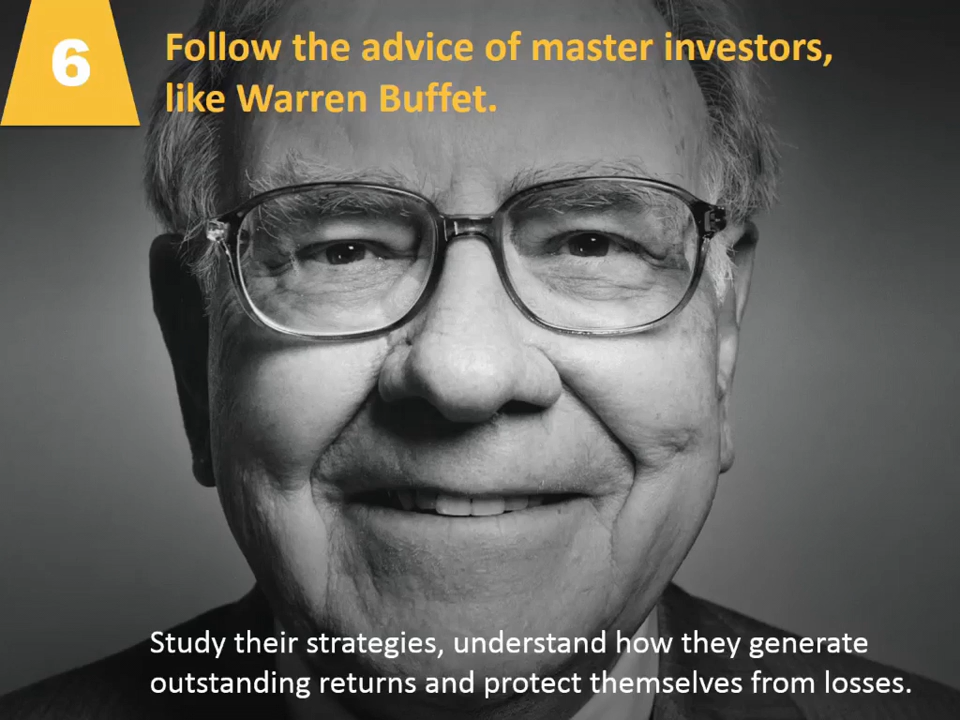 6
Follow the advice of master investors,
like Warren Buffet.
Study their strategies, understand how they generate
outstanding returns and protect themselves from losses.